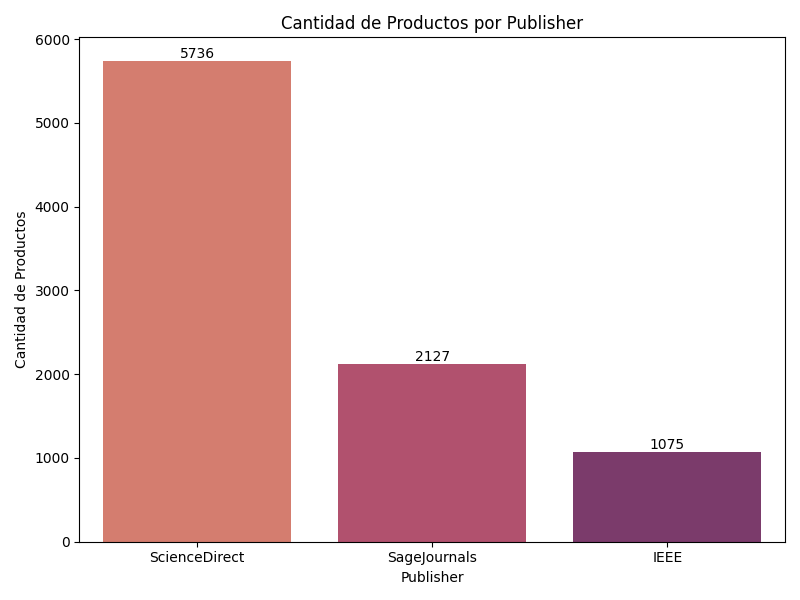 Cantidad de Productos por Publisher
Cantidad de Productos
6000
5000
4000
3000
2000
1000
0
5736
2127
1075
ScienceDirect
SageJournals
IEEE
Publisher